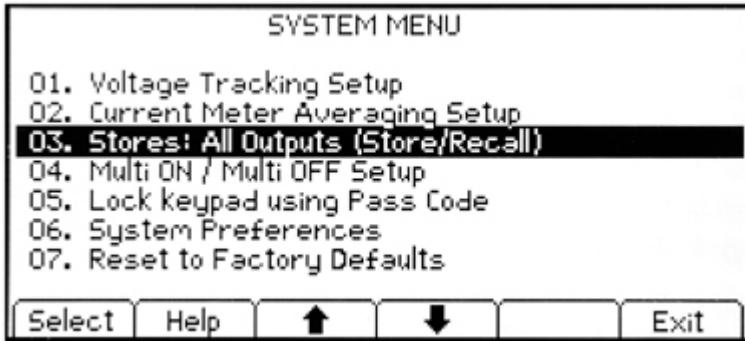 SYSTEM MENU
01. Voltage Tracking Setup
02. Current Meter Averaging Setup
03. Stores: All Outputs (Store/Recall)
04. Multi ON / Multi OFF Setup
05. Lock keypad using Pass Code
06. System Preferences
07. Reset to Factory Defaults
Select Help ↑ ↓ Exit